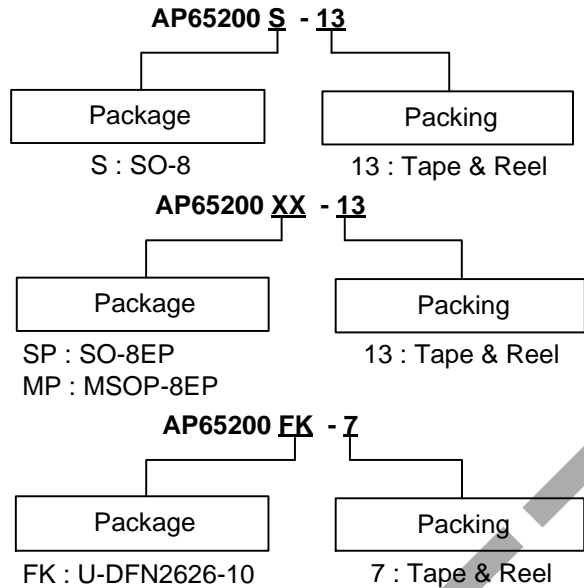 AP65200 S - 13
Package Packing
S : SO-8 13 : Tape & Reel
AP65200 XX - 13
Package Packing
SP : SO-8EP 13 : Tape & Reel
MP : MSOP-8EP
AP65200 FK - 7
Package Packing
FK : U-DFN2626-10 7 : Tape & Reel